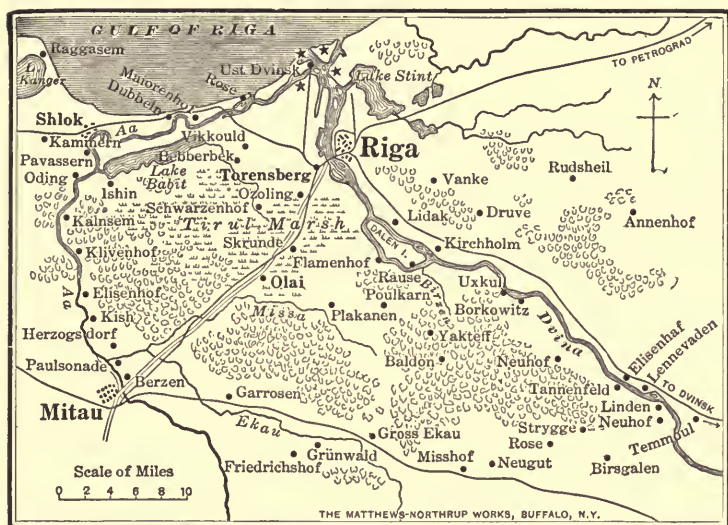 GULF OF RIGA
Raggasem
L. Kanger
Ust Dvinsk
Lake Stint
TO PETROGRAD
N.
Maiorenhof
Dubbeln
Rose
Shlok
Aa
Kammern
Pavassern
Oding
Vikkould
Bebberbek
Lake Babit
Torensberg
Riga
Ishin
Ozoling
Schwarzenhof
Tirul Marsh
Vanke
Rudsheil
Lidak
Druve
Annenhof
Kalnsem
Skrunde
DALEN I.
Kirchholm
Klivenhof
Flamenhof
Rause
Aa
Elisenhof
Olai
Poulkarn
Berzen
Uxkul
Borkowitz
Dvina
Kish
Missa
Plakanen
Herzogsdorf
Yakteff
Elisenhaf
Lennevaden
Paulsonade
Baldon
Neuhof
Berzen
Tannenfeld
TO DVINSK
Mitau
Garrosen
Linden
Neuhof
Ekau
Gross Ekau
Strygge
Temmoul
Rose
Grünwald
Friedrichshof
Misshof
Neugut
Birsgalen
Scale of Miles
0 2 4 6 8 10
THE MATTHEWS-NORTHRUP WORKS, BUFFALO, N.Y.